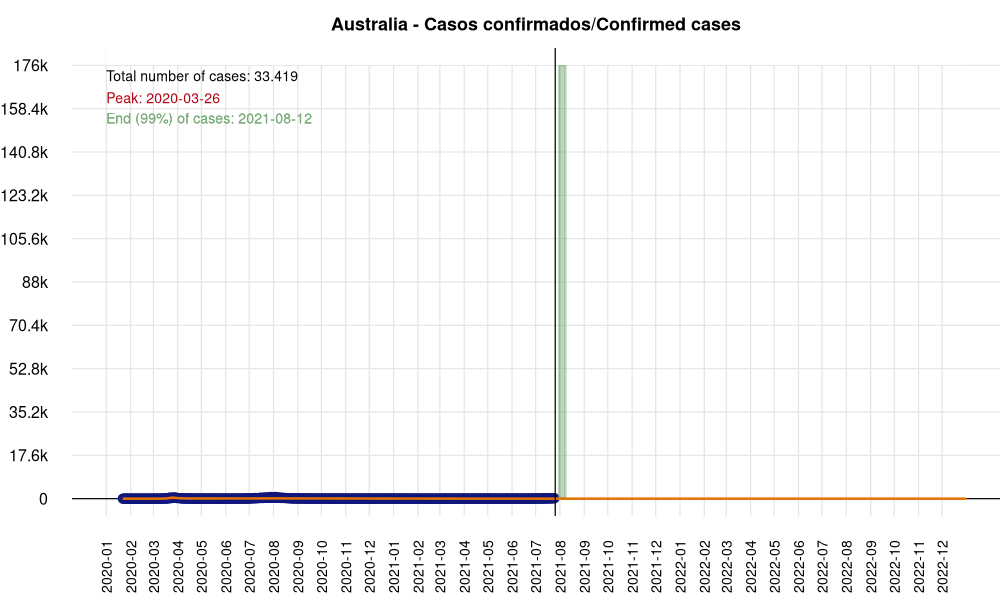 Australia - Casos confirmados/Confirmed cases
Total number of cases: 33.419
Peak: 2020-03-26
End (99%) of cases: 2021-08-12
176k
158.4k
140.8k
123.2k
105.6k
88k
70.4k
52.8k
35.2k
17.6k
0
2020-01
2020-02
2020-03
2020-04
2020-05
2020-06
2020-07
2020-08
2020-09
2020-10
2020-11
2020-12
2021-01
2021-02
2021-03
2021-04
2021-05
2021-06
2021-07
2021-08
2021-09
2021-10
2021-11
2021-12
2022-01
2022-02
2022-03
2022-04
2022-05
2022-06
2022-07
2022-08
2022-09
2022-10
2022-11
2022-12